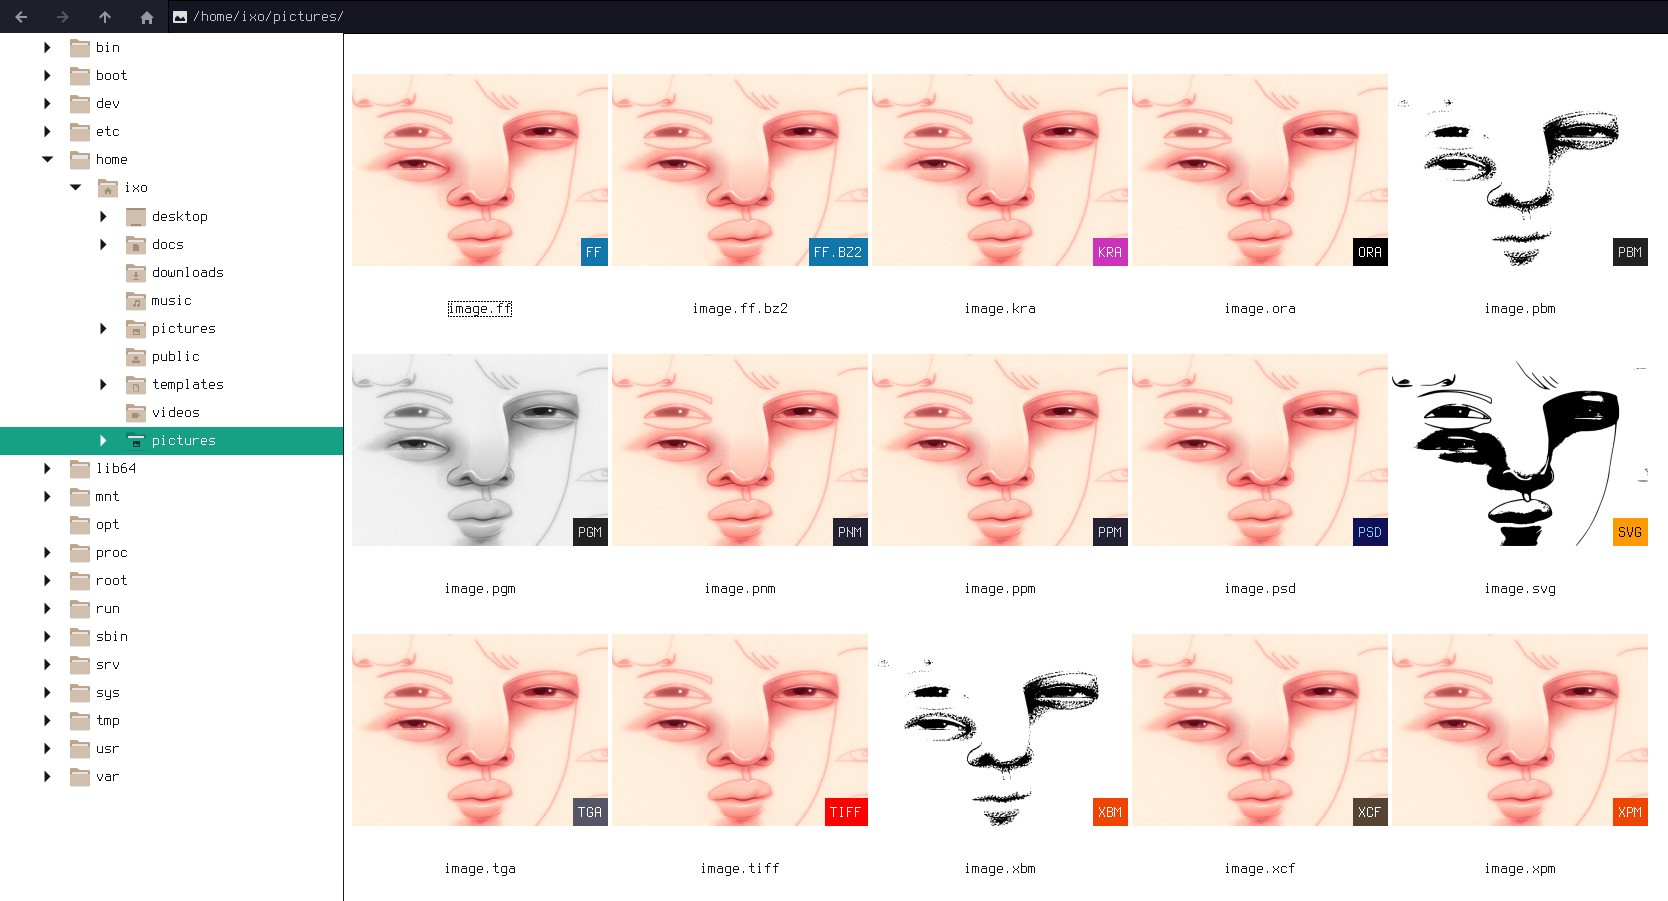 /home/ixo/pictures/
bin
boot
dev
etc
home
ixo
desktop
docs
downloads
music
pictures
public
templates
videos
pictures
lib64
mnt
opt
proc
root
run
sbin
srv
sys
tmp
usr
var
FF
FF.BZ2
KRA
ORA
PBM
image.ff
image.ff.bz2
image.kra
image.ora
image.pbm
PGM
PNM
PPM
PSD
SVG
image.pgm
image.pnm
image.ppm
image.psd
image.svg
TGA
TIFF
XBM
XCF
XPM
image.tga
image.tiff
image.xbm
image.xcf
image.xpm